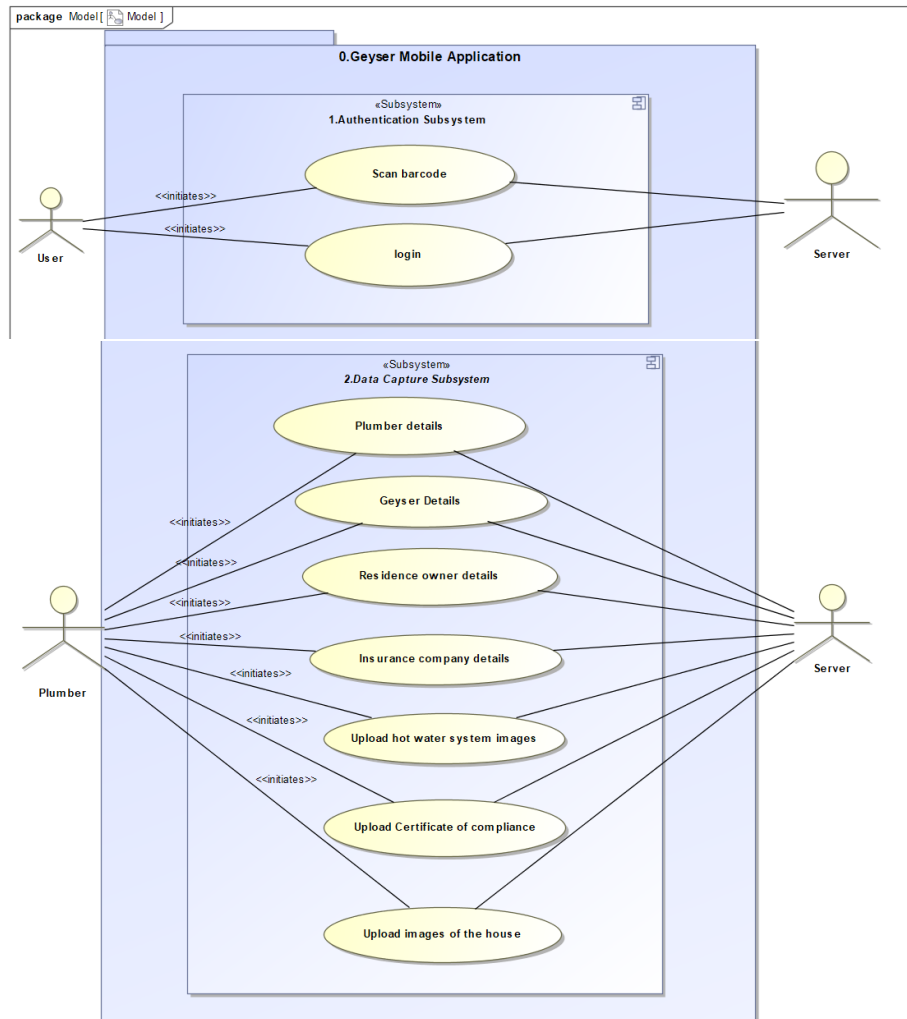 package Model [ Model ]
0.Geyser Mobile Application
«Subsystem»
1.Authentication Subsystem
Scan barcode
<<initiates>>
<<initiates>>
login
User
Server
«Subsystem»
2.Data Capture Subsystem
Plumber details
Geyser Details
<<initiates>>
<<initiates>>
Residence owner details
<<initiates>>
<<initiates>>
Insurance company details
<<initiates>>
Plumber
Server
<<initiates>>
Upload hot water system images
<<initiates>>
Upload Certificate of compliance
Upload images of the house